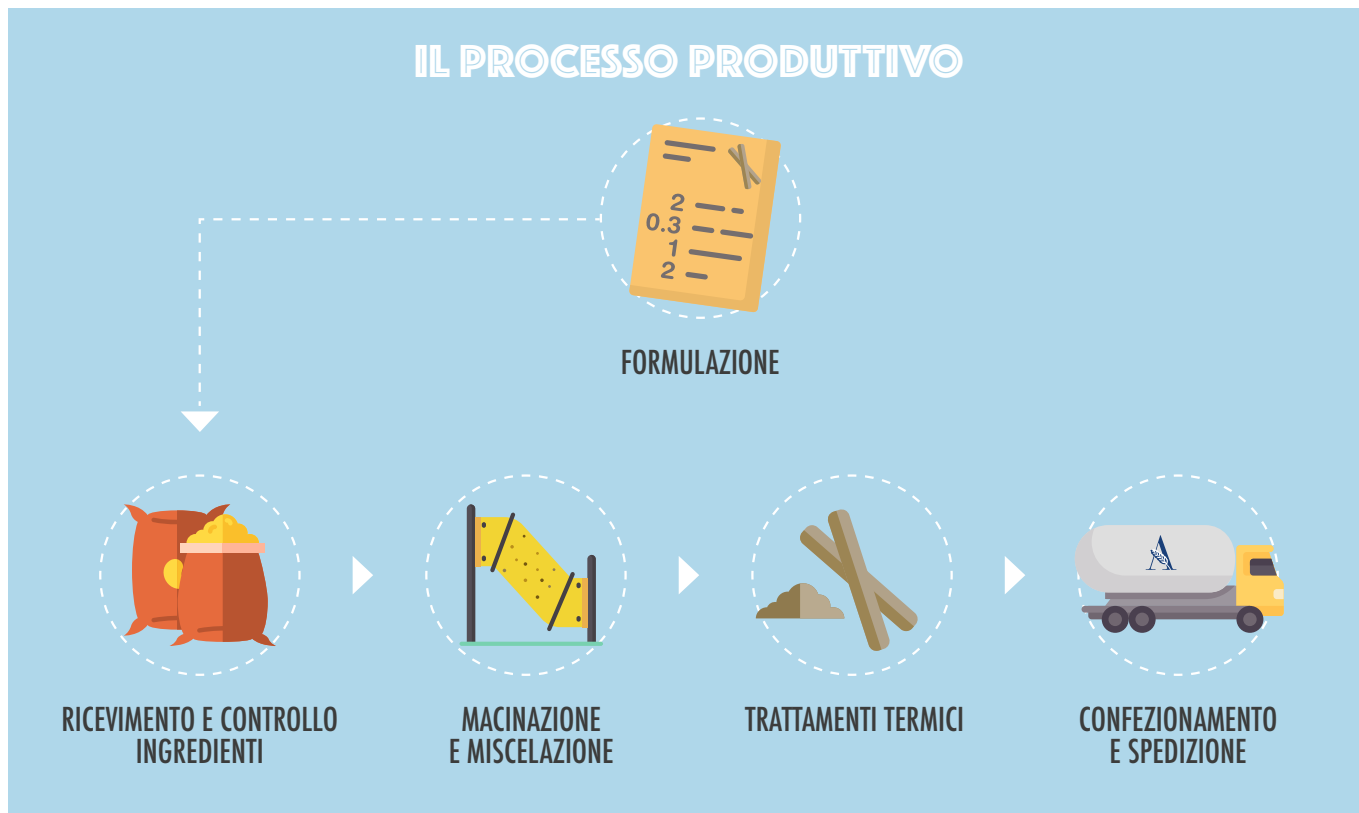 IL PROCESSO PRODUTTIVO
2
0.3
1
2
FORMULAZIONE
RICEVIMENTO E CONTROLLO
INGREDIENTI
MACINAZIONE
E MISCELAZIONE
TRATTAMENTI TERMICI
A
CONFEZIONAMENTO
E SPEDIZIONE